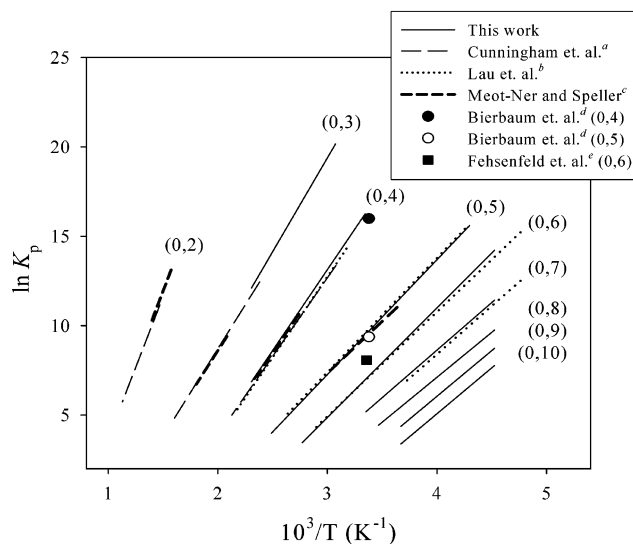 This work
Cunningham et. al.a
Lau et. al.b
Meot-Ner and Spellerc
Bierbaum et. al.d (0,4)
Bierbaum et. al.d (0,5)
Fehsenfeld et. al.e (0,6)
25
20
15
10
5
ln Kp
(0,2)
(0,3)
(0,4)
(0,5)
(0,6)
(0,7)
(0,8)
(0,9)
(0,10)
1 2 3 4 5
10³/T (K⁻¹)